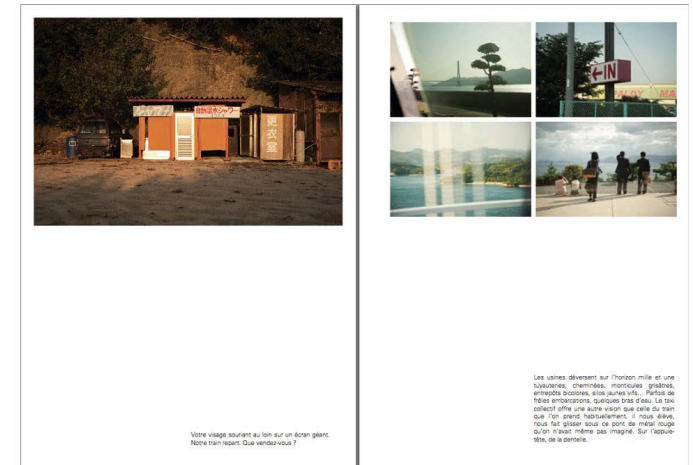 更衣室
←IN
Votre visage souriant au loin sur un écran géant.
Notre train repart. Que vendez-vous ?
Les usines déversent sur l'horizon mille et une
tuyauteries, cheminées, monticules grisâtres,
entrepôts bicolores, silos jaunes vifs... Parfois de
frêles embarcations, quelques bras d'eau. Le taxi
collectif offre une autre vision que celle du train
que l'on prend habituellement, il nous élève,
nous fait glisser sous ce pont de métal rouge
qu'on n'avait même pas imaginé. Sur l'appuie-
tête, de la dentelle.